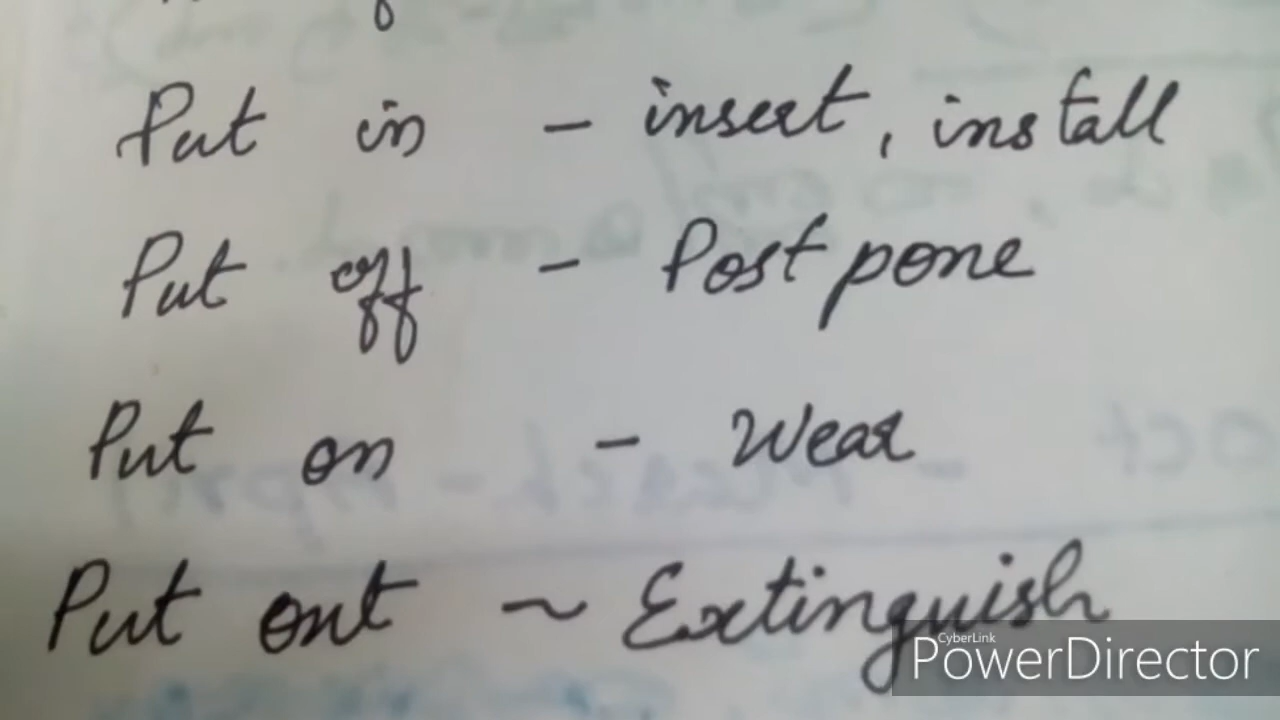 Put in - insert, install
Put off - Postpone
Put on - Wear
Put out ~ Extinguish
CyberLink
PowerDirector